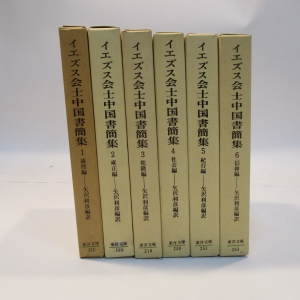 イエズス会士中国書簡集
1 康熙編
矢沢利彦編訳
東洋文庫
175
イエズス会士中国書簡集
2 雍正編
矢沢利彦編訳
東洋文庫
190
イエズス会士中国書簡集
3 乾隆編
矢沢利彦編訳
東洋文庫
210
イエズス会士中国書簡集
4 社会編
矢沢利彦編訳
東洋文庫
230
イエズス会士中国書簡集
5 紀行編
矢沢利彦編訳
東洋文庫
251
イエズス会士中国書簡集
6 信仰編
矢沢利彦編訳
東洋文庫
263